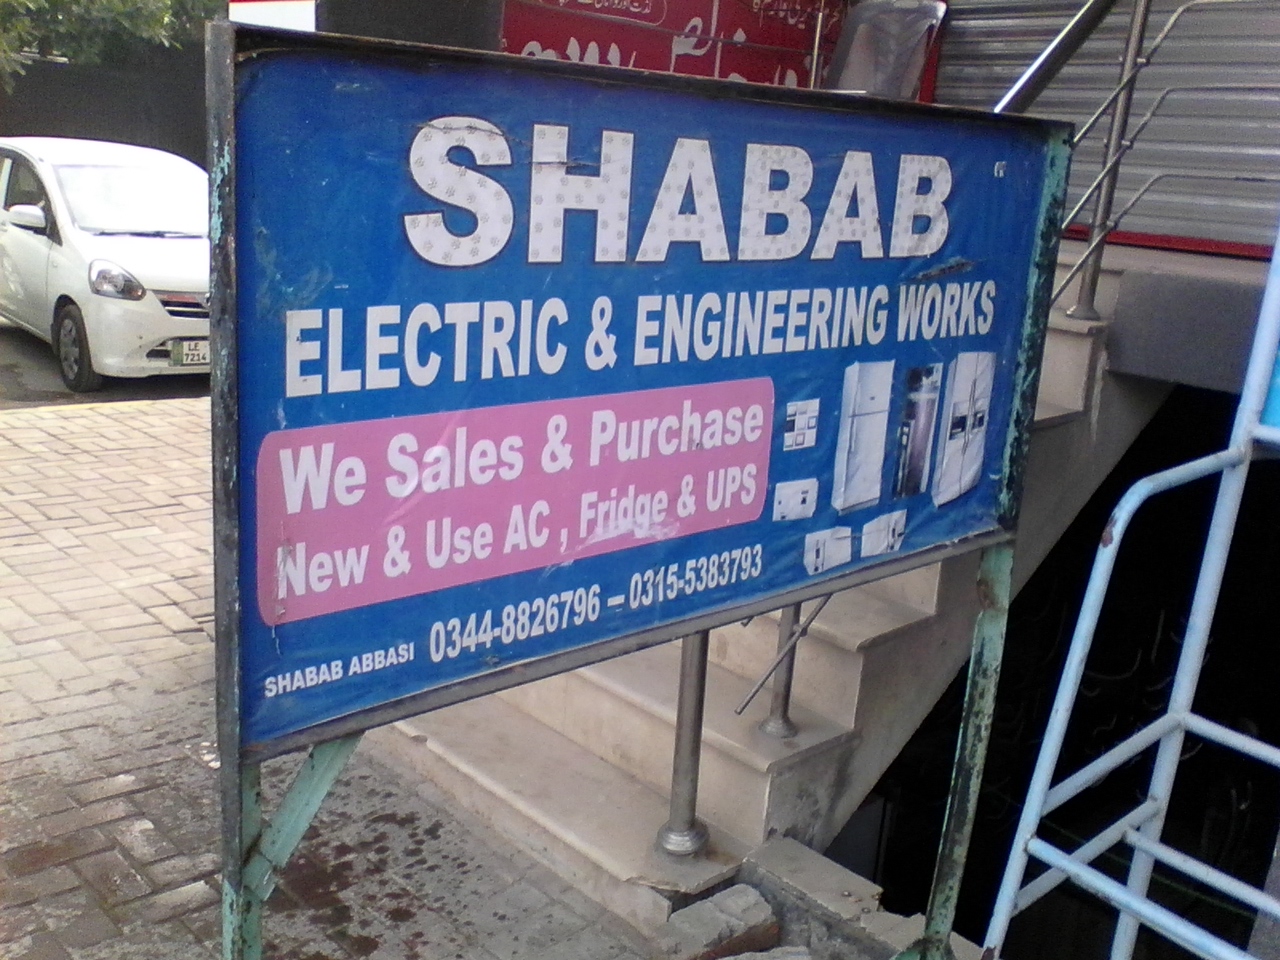 SHABAB
ELECTRIC & ENGINEERING WORKS
We Sales & Purchase
New & Use AC , Fridge & UPS
SHABAB ABBASI 0344-8826796 – 0315-5383793
LE
7214